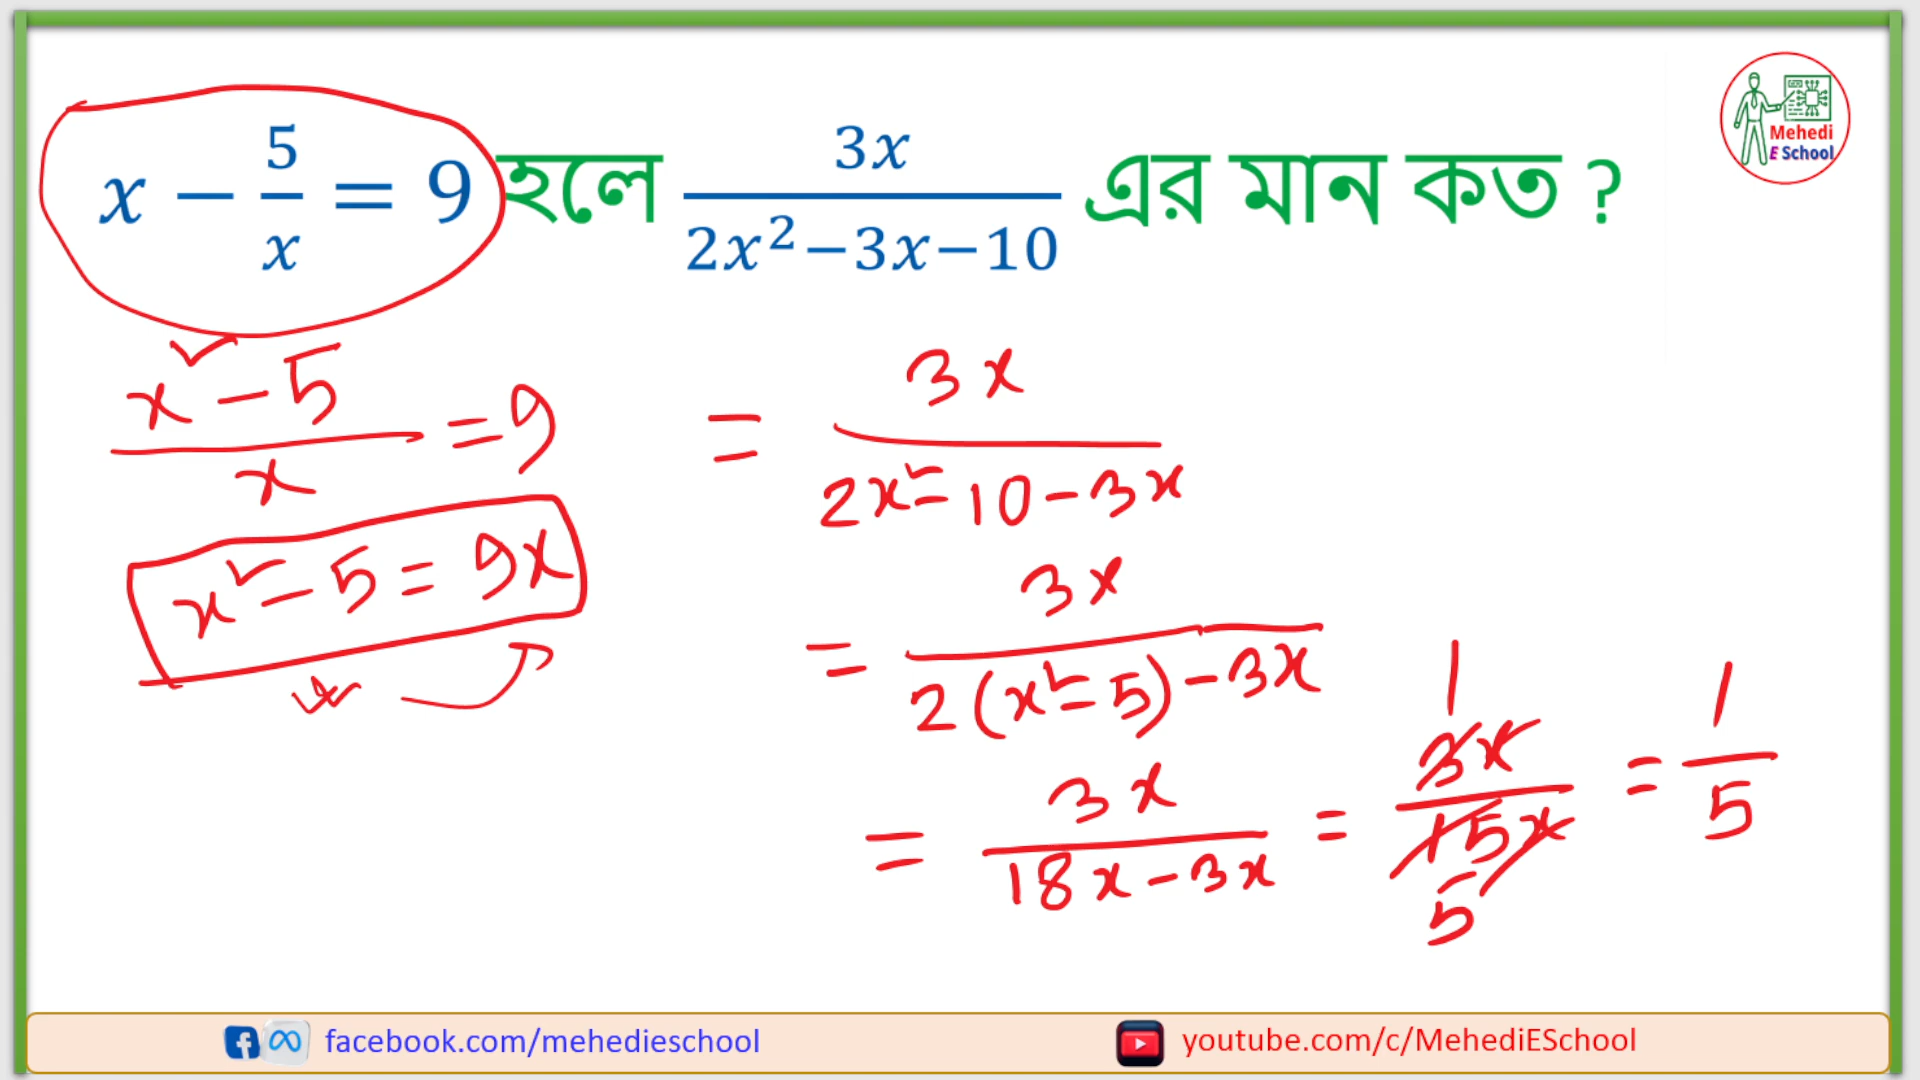 x − 5/x = 9 হলে 3x/(2x²−3x−10) এর মান কত ?
Mehedi
E School
(x² − 5)/x = 9
x² − 5 = 9x
= 3x/(2x² − 10 − 3x)
= 3x/(2(x² − 5) − 3x)
= 3x/(18x − 3x) = 3x/15x = 1/5
1
5
facebook.com/mehedieschool
youtube.com/c/MehediESchool